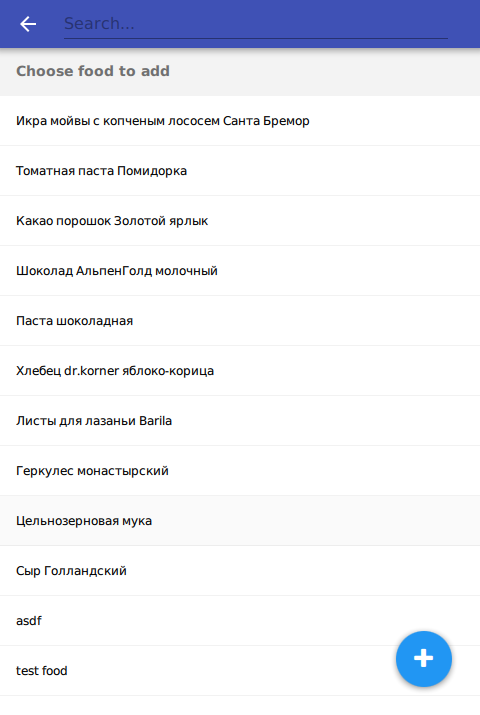 Search...
Choose food to add
Икра мойвы с копченым лососем Санта Бремор
Томатная паста Помидорка
Какао порошок Золотой ярлык
Шоколад АльпенГолд молочный
Паста шоколадная
Хлебец dr.korner яблоко-корица
Листы для лазаньи Barila
Геркулес монастырский
Цельнозерновая мука
Сыр Голландский
asdf
test food